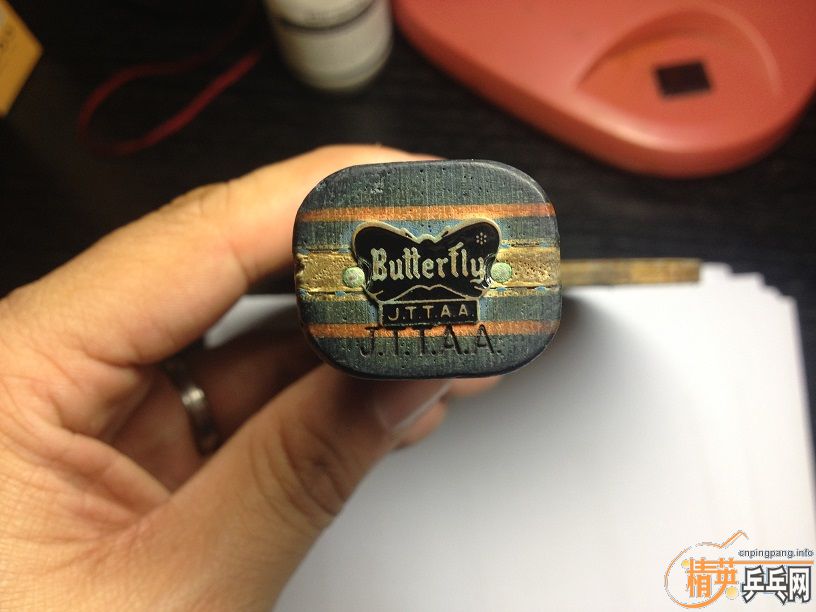 Butterfly
J.T.T.A.A.
J.T.T.A.A.
cnpingpang.info
精英乒乓网